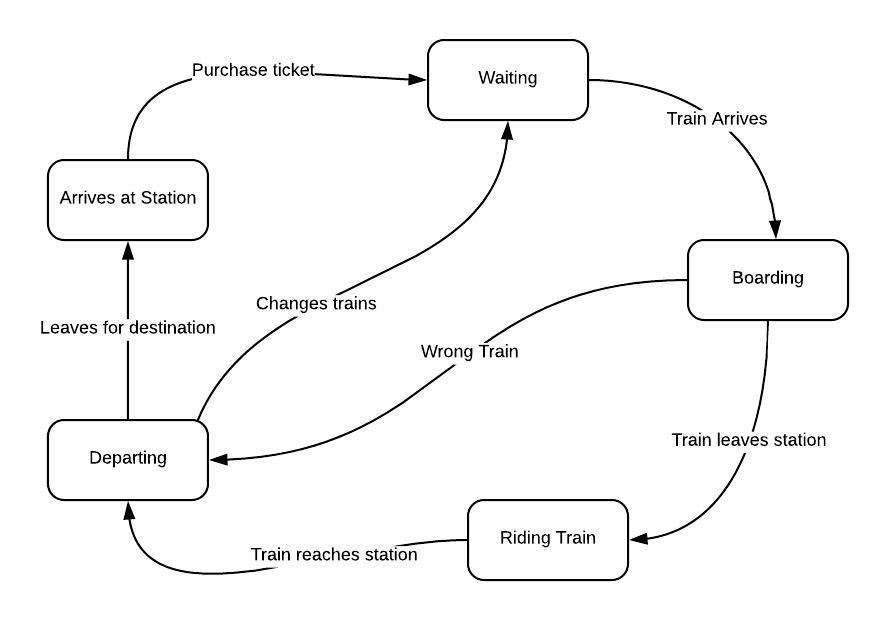 Purchase ticket
Waiting
Train Arrives
Arrives at Station
Boarding
Changes trains
Leaves for destination
Wrong Train
Train leaves station
Departing
Riding Train
Train reaches station